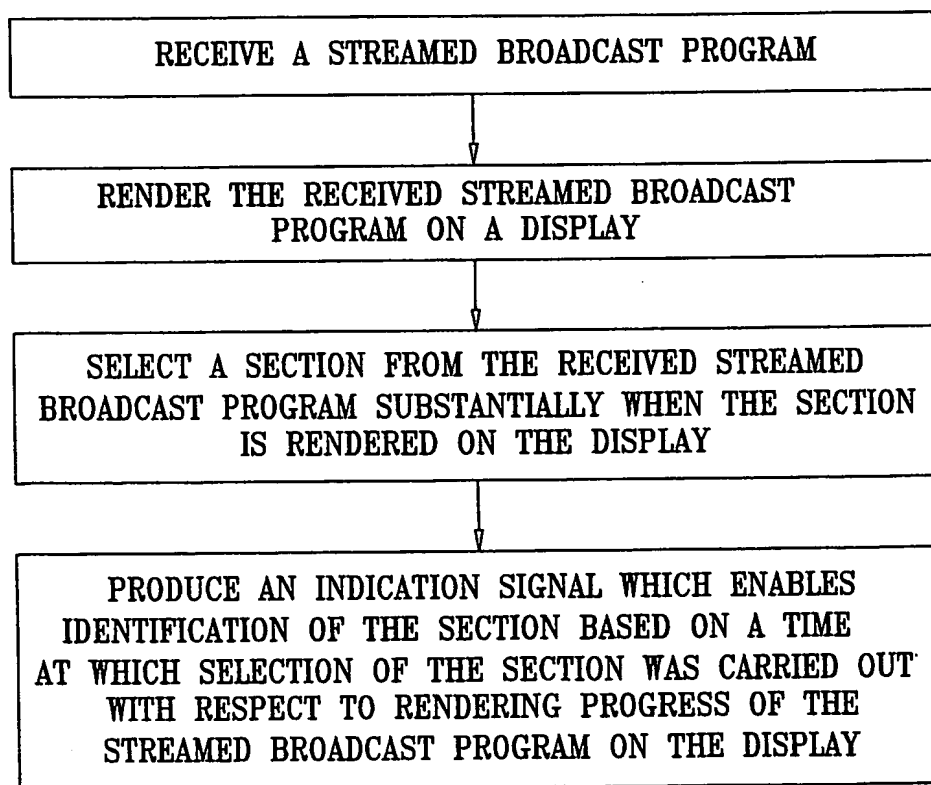 RECEIVE A STREAMED BROADCAST PROGRAM
RENDER THE RECEIVED STREAMED BROADCAST
PROGRAM ON A DISPLAY
SELECT A SECTION FROM THE RECEIVED STREAMED
BROADCAST PROGRAM SUBSTANTIALLY WHEN THE SECTION
IS RENDERED ON THE DISPLAY
PRODUCE AN INDICATION SIGNAL WHICH ENABLES
IDENTIFICATION OF THE SECTION BASED ON A TIME
AT WHICH SELECTION OF THE SECTION WAS CARRIED OUT
WITH RESPECT TO RENDERING PROGRESS OF THE
STREAMED BROADCAST PROGRAM ON THE DISPLAY